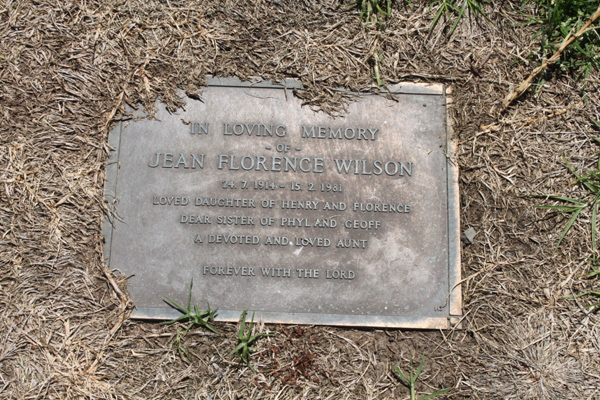 IN LOVING MEMORY
- OF -
JEAN FLORENCE WILSON
24. 7. 1914 - 15. 2. 1981
LOVED DAUGHTER OF HENRY AND FLORENCE
DEAR SISTER OF PHYL AND GEOFF
A DEVOTED AND LOVED AUNT
FOREVER WITH THE LORD